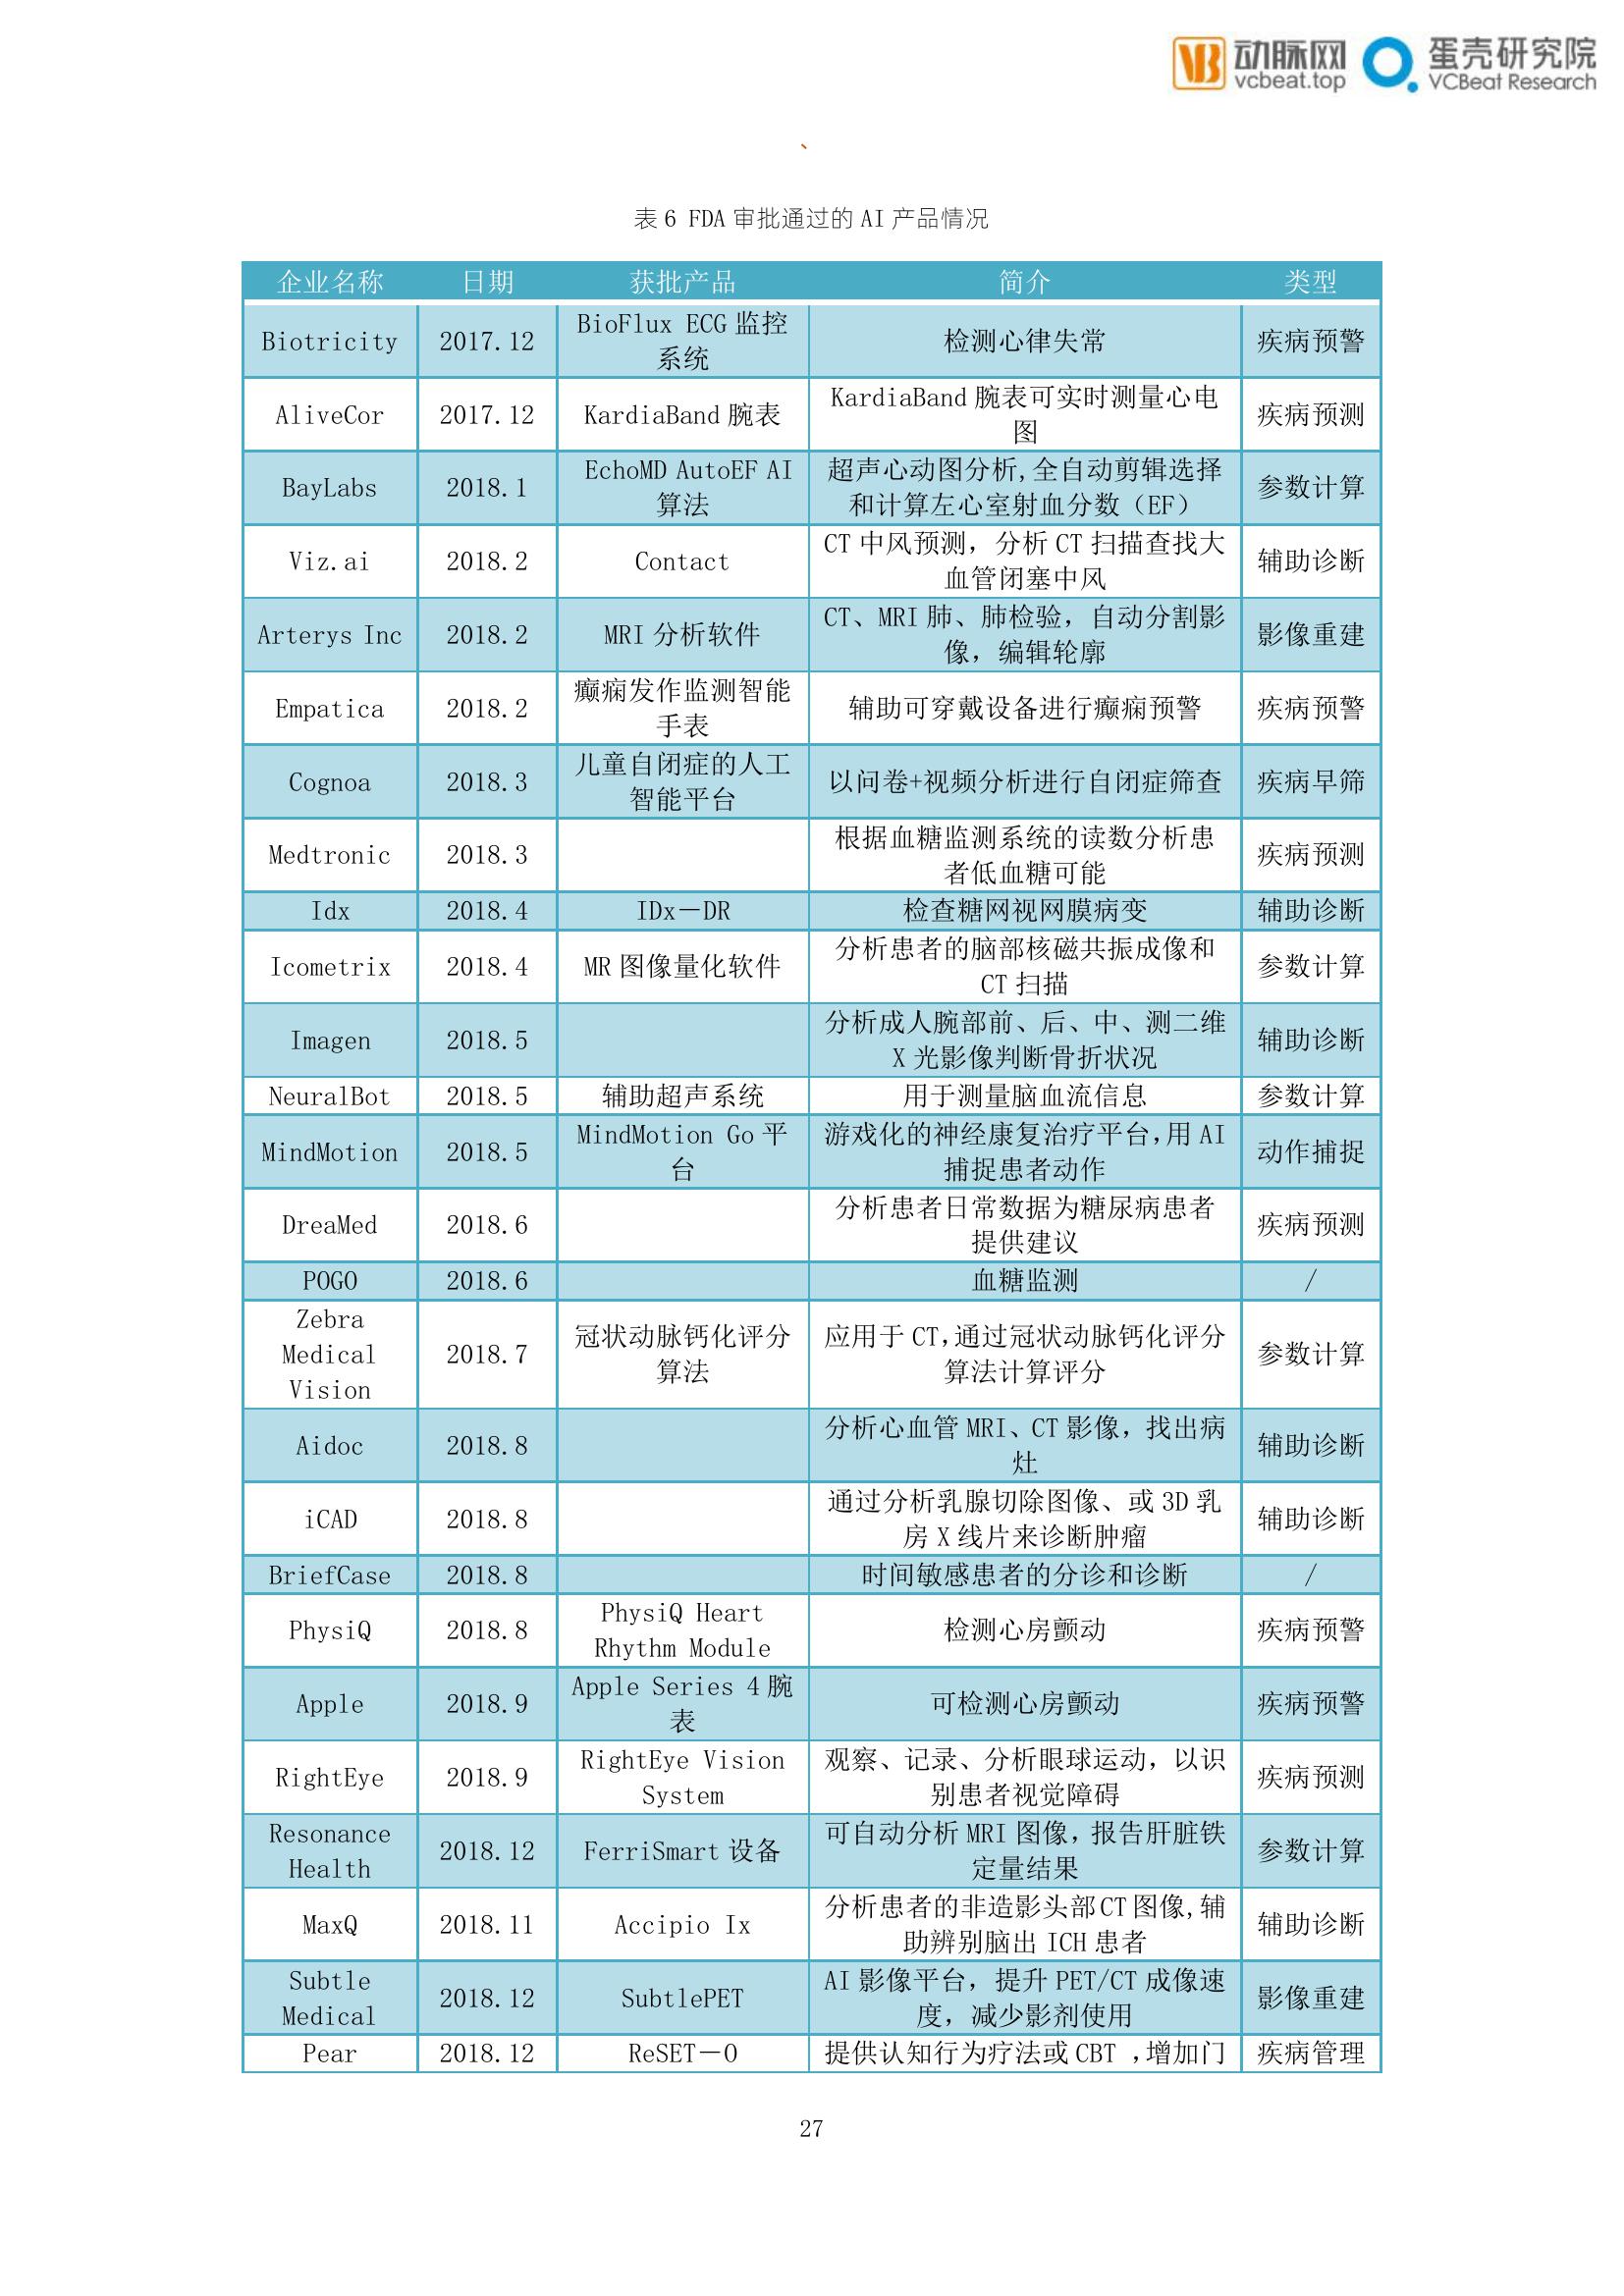 动脉网
vcbeat.top
蛋壳研究院
VCBeat Research
、
表 6 FDA 审批通过的 AI 产品情况
企业名称 日期 获批产品 简介 类型
Biotricity 2017.12 BioFlux ECG 监控 检测心律失常 疾病预警
系统
AliveCor 2017.12 KardiaBand 腕表 KardiaBand 腕表可实时测量心电 疾病预测
图
BayLabs 2018.1 EchoMD AutoEF AI 超声心动图分析,全自动剪辑选择 参数计算
算法 和计算左心室射血分数（EF）
Viz.ai 2018.2 Contact CT 中风预测，分析 CT 扫描查找大 辅助诊断
血管闭塞中风
Arterys Inc 2018.2 MRI 分析软件 CT、MRI 肺、肺检验，自动分割影 影像重建
像，编辑轮廓
Empatica 2018.2 癫痫发作监测智能 辅助可穿戴设备进行癫痫预警 疾病预警
手表
Cognoa 2018.3 儿童自闭症的人工 以问卷+视频分析进行自闭症筛查 疾病早筛
智能平台
Medtronic 2018.3 根据血糖监测系统的读数分析患 疾病预测
者低血糖可能
Idx 2018.4 IDx－DR 检查糖网视网膜病变 辅助诊断
Icometrix 2018.4 MR 图像量化软件 分析患者的脑部核磁共振成像和 参数计算
CT 扫描
Imagen 2018.5 分析成人腕部前、后、中、测二维 辅助诊断
X 光影像判断骨折状况
NeuralBot 2018.5 辅助超声系统 用于测量脑血流信息 参数计算
MindMotion 2018.5 MindMotion Go 平 游戏化的神经康复治疗平台,用 AI 动作捕捉
台 捕捉患者动作
DreaMed 2018.6 分析患者日常数据为糖尿病患者 疾病预测
提供建议
POGO 2018.6 血糖监测 /
Zebra
Medical 2018.7 冠状动脉钙化评分 应用于 CT,通过冠状动脉钙化评分 参数计算
Vision 算法 算法计算评分
Aidoc 2018.8 分析心血管 MRI、CT 影像，找出病 辅助诊断
灶
iCAD 2018.8 通过分析乳腺切除图像、或 3D 乳 辅助诊断
房 X 线片来诊断肿瘤
BriefCase 2018.8 时间敏感患者的分诊和诊断 /
PhysiQ 2018.8 PhysiQ Heart 检测心房颤动 疾病预警
Rhythm Module
Apple 2018.9 Apple Series 4 腕 可检测心房颤动 疾病预警
表
RightEye 2018.9 RightEye Vision 观察、记录、分析眼球运动，以识 疾病预测
System 别患者视觉障碍
Resonance 2018.12 FerriSmart 设备 可自动分析 MRI 图像,报告肝脏铁 参数计算
Health 定量结果
MaxQ 2018.11 Accipio Ix 分析患者的非造影头部 CT 图像,辅 辅助诊断
助辨别脑出 ICH 患者
Subtle 2018.12 SubtlePET AI 影像平台，提升 PET/CT 成像速 影像重建
Medical 度，减少影剂使用
Pear 2018.12 ReSET－O 提供认知行为疗法或 CBT ,增加门 疾病管理
27